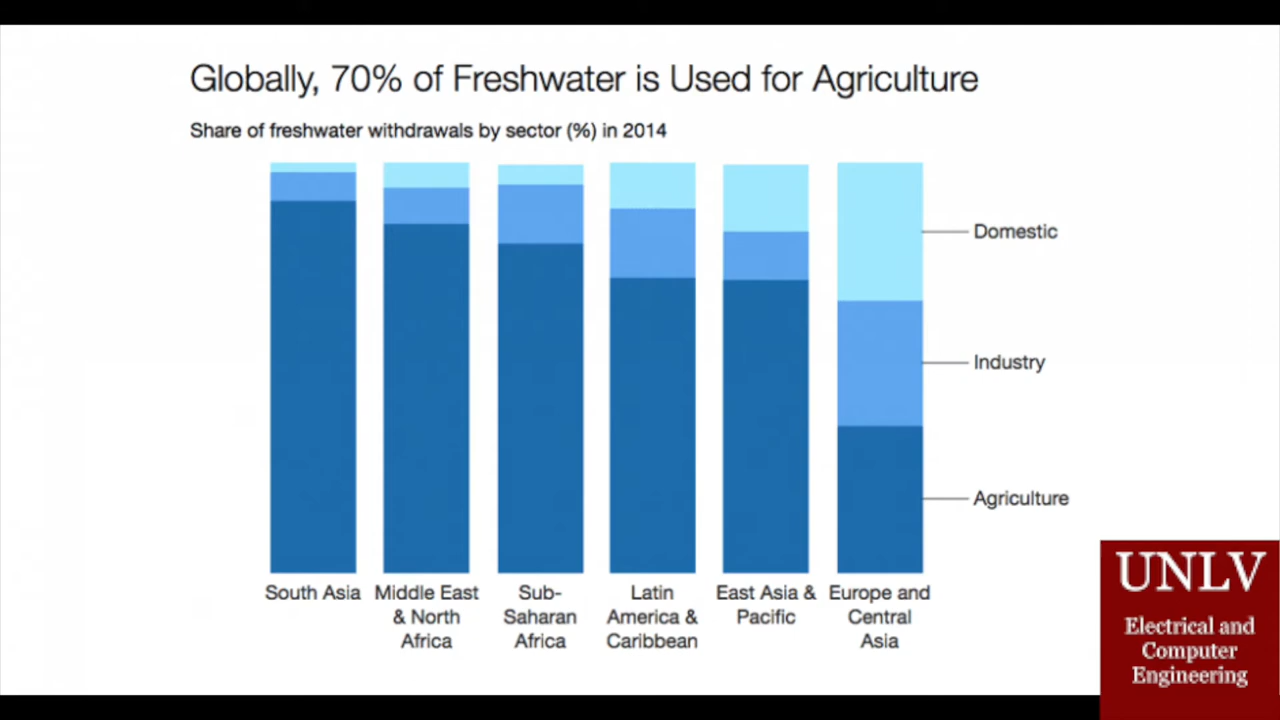 Globally, 70% of Freshwater is Used for Agriculture
Share of freshwater withdrawals by sector (%) in 2014
Domestic
Industry
Agriculture
South Asia
Middle East
& North
Africa
Sub-
Saharan
Africa
Latin
America &
Caribbean
East Asia &
Pacific
Europe and
Central
Asia
UNLV
Electrical and
Computer
Engineering